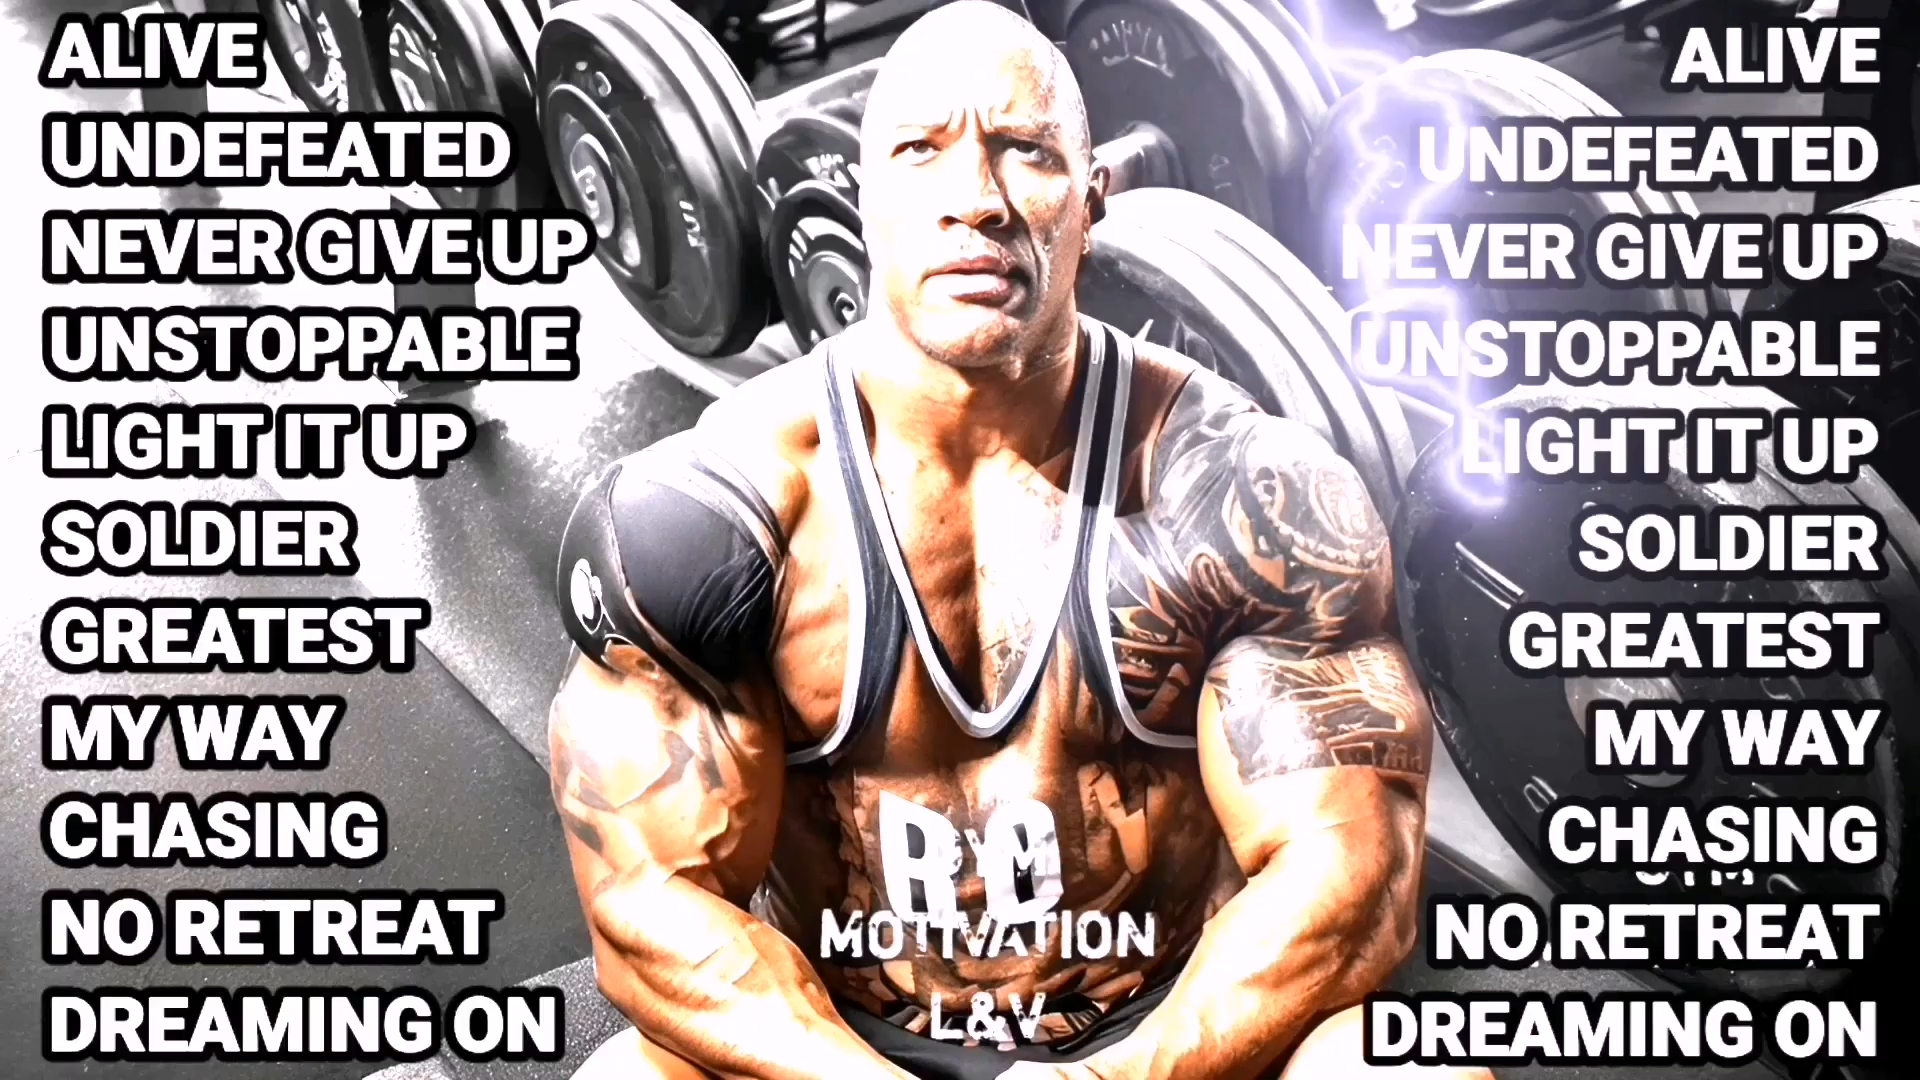 ALIVE
UNDEFEATED
NEVER GIVE UP
UNSTOPPABLE
LIGHT IT UP
SOLDIER
GREATEST
MY WAY
CHASING
NO RETREAT
DREAMING ON
ALIVE
UNDEFEATED
NEVER GIVE UP
UNSTOPPABLE
LIGHT IT UP
SOLDIER
GREATEST
MY WAY
CHASING
NO RETREAT
DREAMING ON
MOTIVATION
L&V